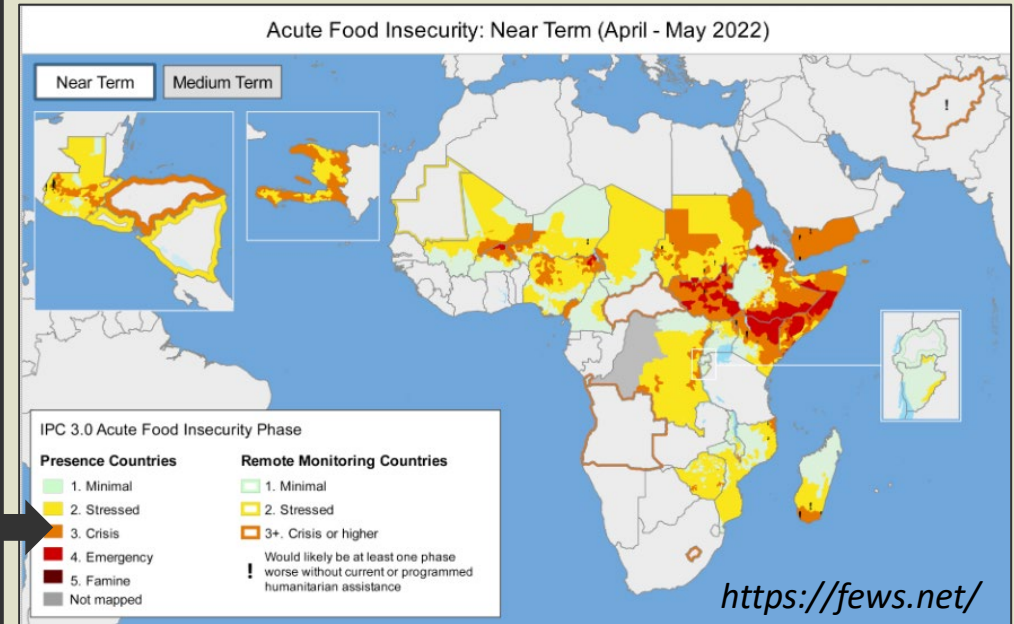 Acute Food Insecurity: Near Term (April - May 2022)
Near Term
Medium Term
!
IPC 3.0 Acute Food Insecurity Phase
Presence Countries
1. Minimal
2. Stressed
3. Crisis
4. Emergency
5. Famine
Not mapped
Remote Monitoring Countries
1. Minimal
2. Stressed
3+. Crisis or higher
! Would likely be at least one phase
worse without current or programmed
humanitarian assistance
https://fews.net/